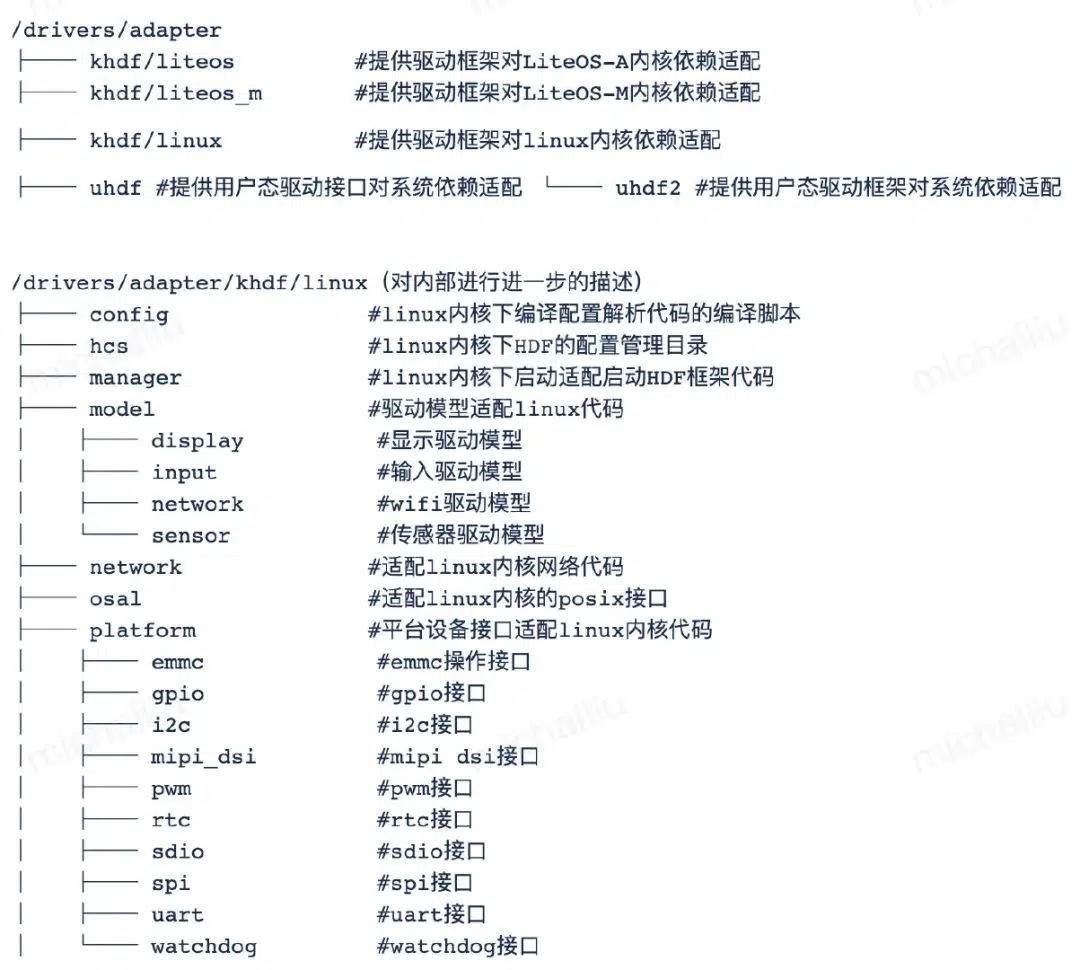 /drivers/adapter
├── khdf/liteos #提供驱动框架对LiteOS-A内核依赖适配
├── khdf/liteos_m #提供驱动框架对LiteOS-M内核依赖适配
├── khdf/linux #提供驱动框架对linux内核依赖适配
├── uhdf #提供用户态驱动接口对系统依赖适配 └── uhdf2 #提供用户态驱动框架对系统依赖适配
/drivers/adapter/khdf/linux（对内部进行进一步的描述）
├── config #linux内核下编译配置解析代码的编译脚本
├── hcs #linux内核下HDF的配置管理目录
├── manager #linux内核下启动适配启动HDF框架代码
├── model #驱动模型适配linux代码
│ ├── display #显示驱动模型
│ ├── input #输入驱动模型
│ ├── network #wifi驱动模型
│ └── sensor #传感器驱动模型
├── network #适配linux内核网络代码
├── osal #适配linux内核的posix接口
├── platform #平台设备接口适配linux内核代码
│ ├── emmc #emmc操作接口
│ ├── gpio #gpio接口
│ ├── i2c #i2c接口
│ ├── mipi_dsi #mipi dsi接口
│ ├── pwm #pwm接口
│ ├── rtc #rtc接口
│ ├── sdio #sdio接口
│ ├── spi #spi接口
│ ├── uart #uart接口
│ └── watchdog #watchdog接口